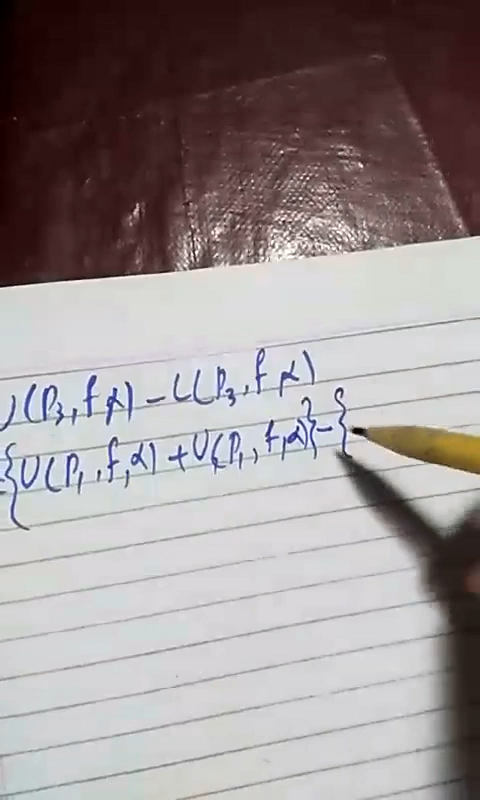 U(P₃, f, α) - L(P₃, f, α)
{U(P₁, f, α) + U(P₁, f, α)} - {